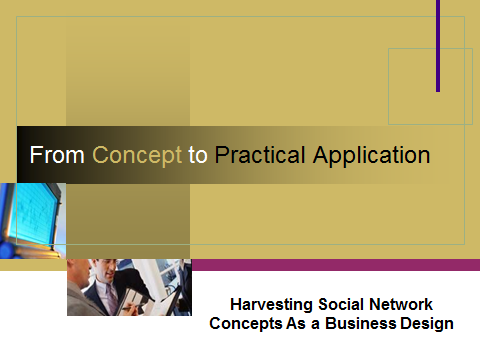 From Concept to Practical Application
Harvesting Social Network
Concepts As a Business Design